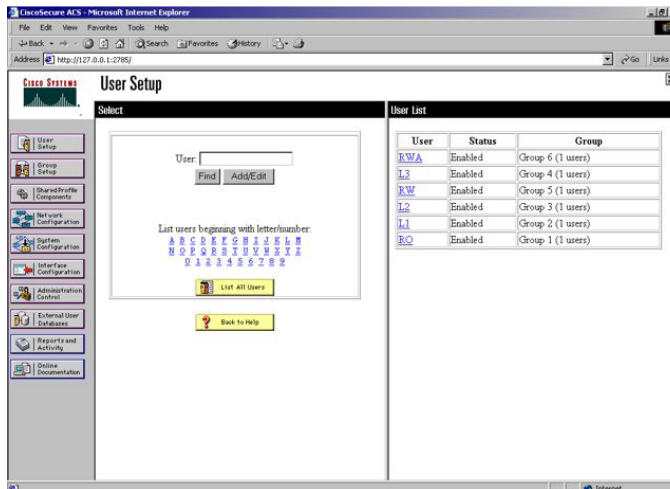 CiscoSecure ACS - Microsoft Internet Explorer
File Edit View Favorites Tools Help
Back Search Favorites History
Address http://127.0.0.1:2785/ Go Links
CISCO SYSTEMS
User Setup
Select
User List
User Setup
Group Setup
Shared Profile Components
Network Configuration
System Configuration
Interface Configuration
Administration Control
External User Databases
Reports and Activity
Online Documentation
User:
Find Add/Edit
List users beginning with letter/number:
A B C D E F G H I J K L M
N O P Q R S T U V W X Y Z
0 1 2 3 4 5 6 7 8 9
List All Users
Back to Help
User Status Group
RWA Enabled Group 6 (1 users)
L3 Enabled Group 4 (1 users)
RW Enabled Group 5 (1 users)
L2 Enabled Group 3 (1 users)
L1 Enabled Group 2 (1 users)
RO Enabled Group 1 (1 users)
Internet